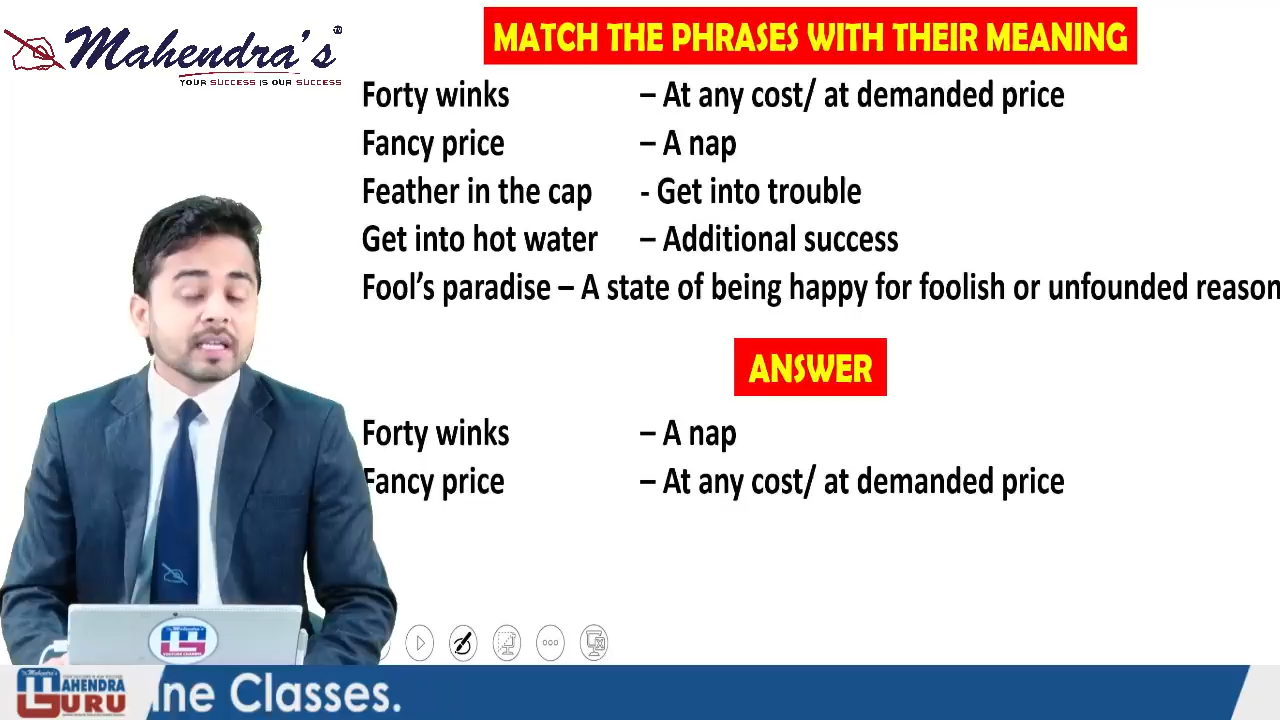 Mahendra's
YOUR SUCCESS IS OUR SUCCESS
MATCH THE PHRASES WITH THEIR MEANING
Forty winks – At any cost/ at demanded price
Fancy price – A nap
Feather in the cap - Get into trouble
Get into hot water – Additional success
Fool's paradise – A state of being happy for foolish or unfounded reason
ANSWER
Forty winks – A nap
Fancy price – At any cost/ at demanded price
Mahendra's
MAHENDRA
GURU
ine Classes.